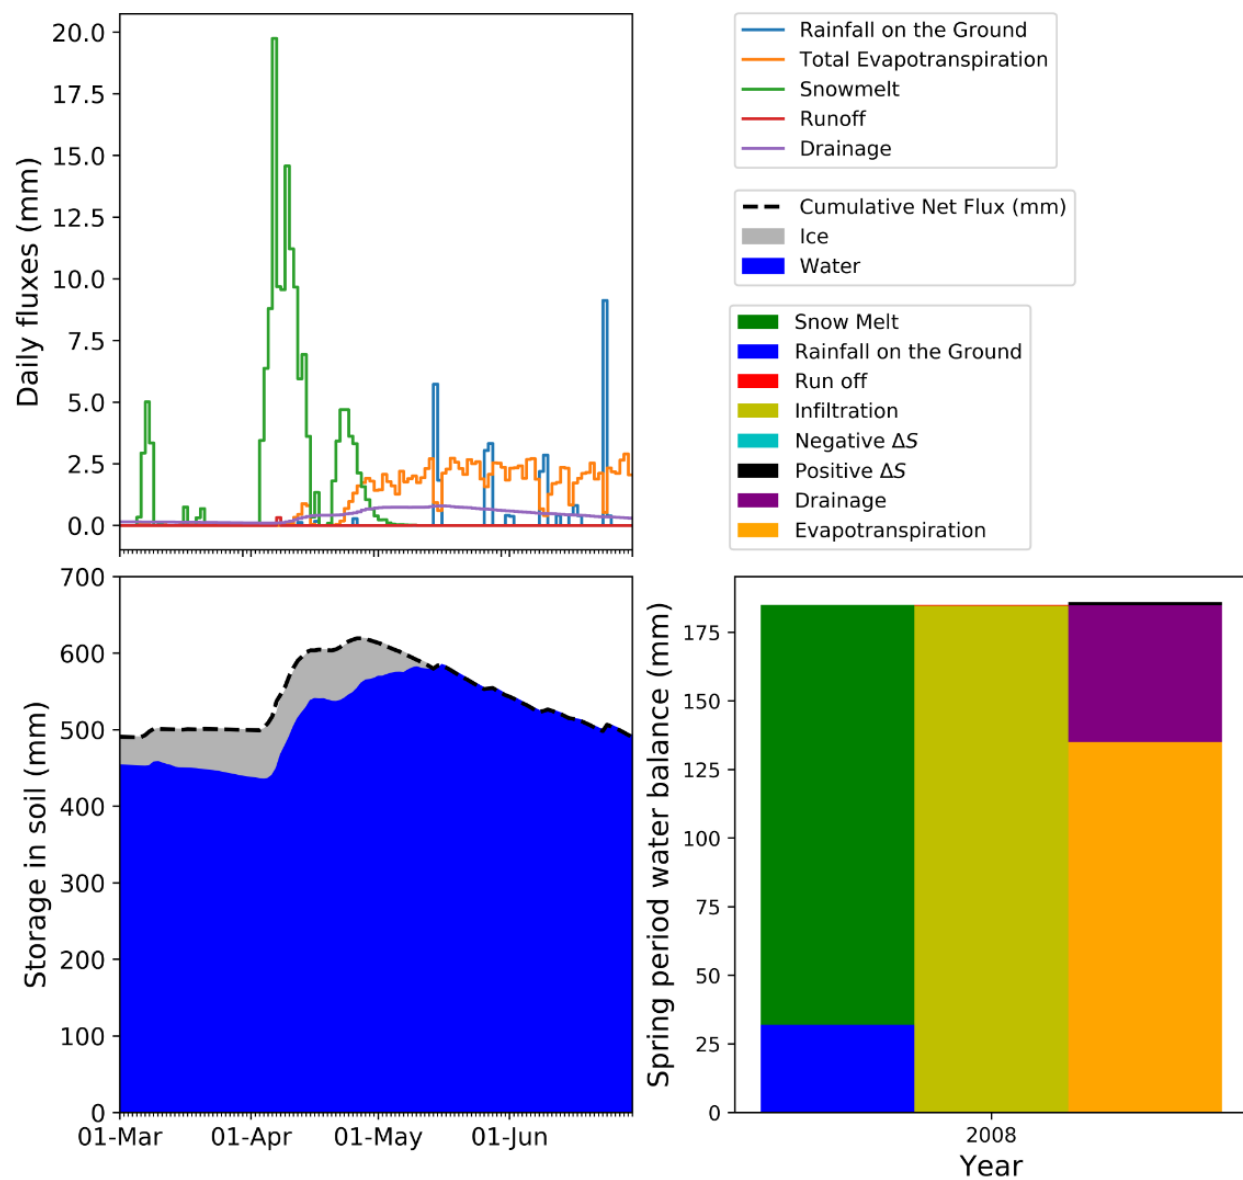 20.0
17.5
15.0
12.5
10.0
7.5
5.0
2.5
0.0
Daily fluxes (mm)
Rainfall on the Ground
Total Evapotranspiration
Snowmelt
Runoff
Drainage
Cumulative Net Flux (mm)
Ice
Water
Snow Melt
Rainfall on the Ground
Run off
Infiltration
Negative ΔS
Positive ΔS
Drainage
Evapotranspiration
700
600
500
400
300
200
100
0
Storage in soil (mm)
01-Mar
01-Apr
01-May
01-Jun
175
150
125
100
75
50
25
0
Spring period water balance (mm)
2008
Year